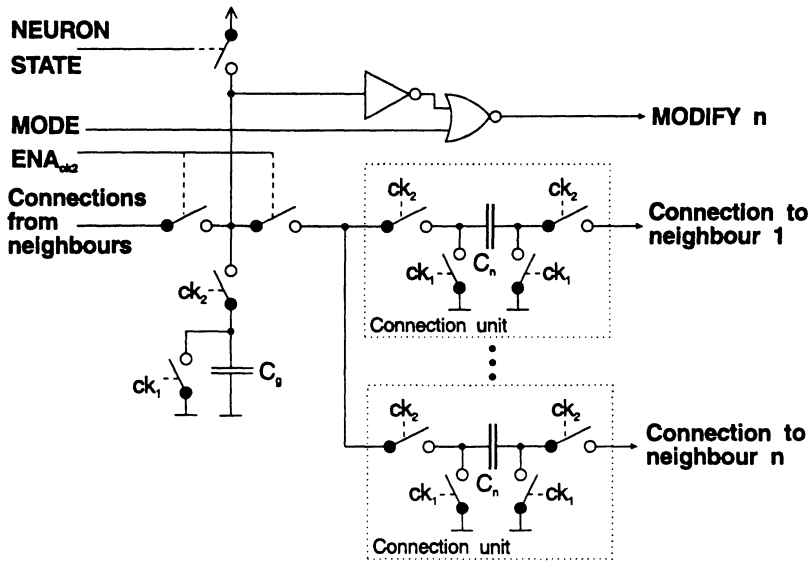 NEURON
STATE
MODE
MODIFY n
ENA ck2
Connections
from
neighbours
ck2
ck2
Connection to
neighbour 1
ck1
Cn
ck1
Connection unit
ck2
ck1
Cg
ck2
ck2
Connection to
neighbour n
ck1
Cn
ck1
Connection unit